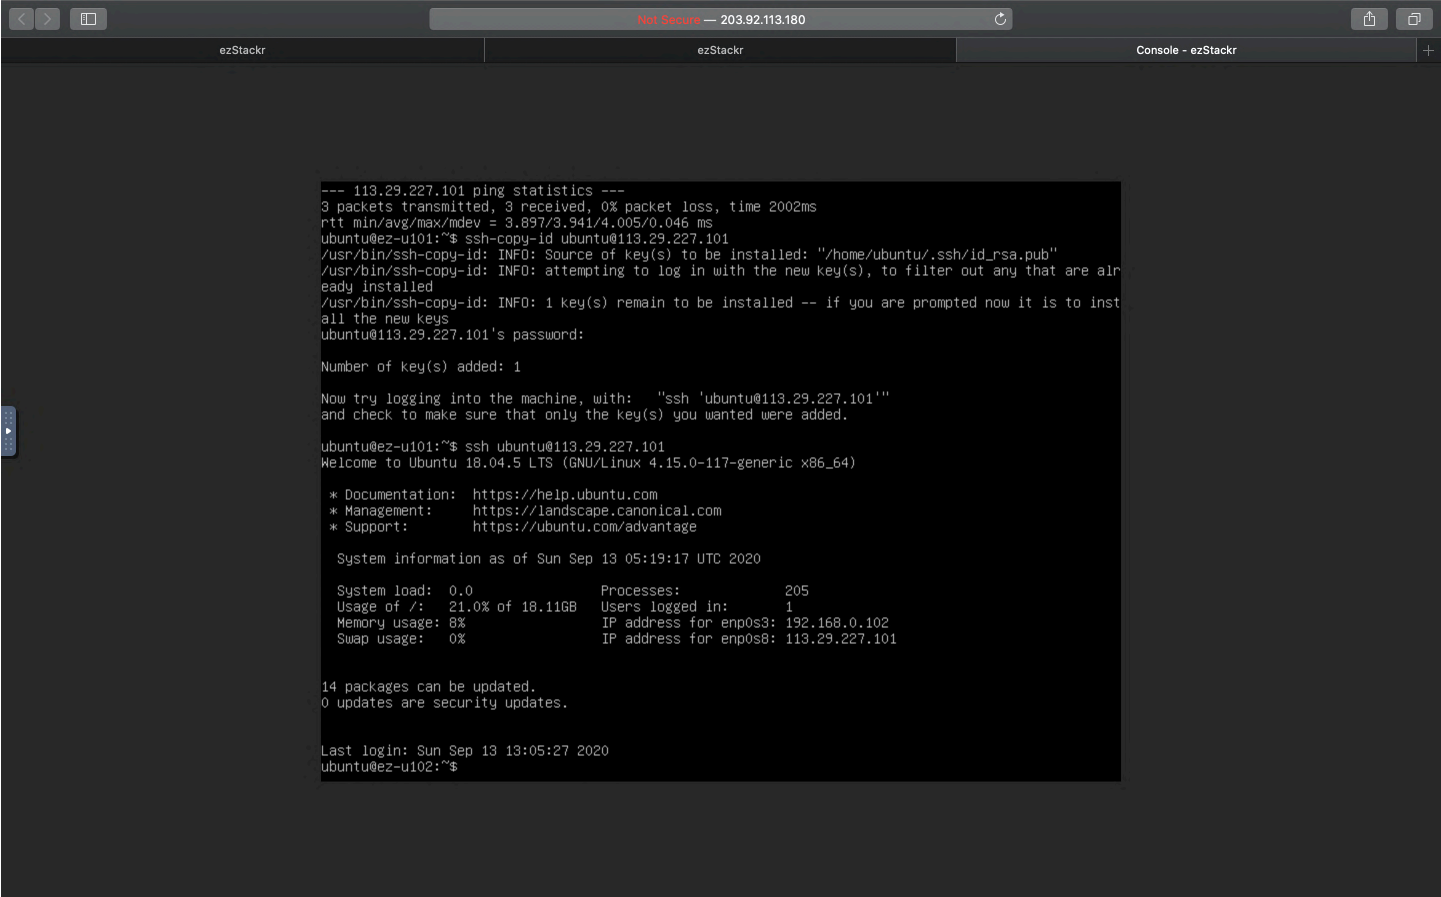 Not Secure — 203.92.113.180
ezStackr ezStackr Console - ezStackr
--- 113.29.227.101 ping statistics ---
3 packets transmitted, 3 received, 0% packet loss, time 2002ms
rtt min/avg/max/mdev = 3.897/3.941/4.005/0.046 ms
ubuntu@ez-u101:~$ ssh-copy-id ubuntu@113.29.227.101
/usr/bin/ssh-copy-id: INFO: Source of key(s) to be installed: "/home/ubuntu/.ssh/id_rsa.pub"
/usr/bin/ssh-copy-id: INFO: attempting to log in with the new key(s), to filter out any that are alr
eady installed
/usr/bin/ssh-copy-id: INFO: 1 key(s) remain to be installed -- if you are prompted now it is to inst
all the new keys
ubuntu@113.29.227.101's password:
Number of key(s) added: 1
Now try logging into the machine, with:   "ssh 'ubuntu@113.29.227.101'"
and check to make sure that only the key(s) you wanted were added.
ubuntu@ez-u101:~$ ssh ubuntu@113.29.227.101
Welcome to Ubuntu 18.04.5 LTS (GNU/Linux 4.15.0-117-generic x86_64)
* Documentation:  https://help.ubuntu.com
* Management:     https://landscape.canonical.com
* Support:        https://ubuntu.com/advantage
System information as of Sun Sep 13 05:19:17 UTC 2020
System load:  0.0                Processes:             205
Usage of /:   21.0% of 18.11GB   Users logged in:       1
Memory usage: 8%                 IP address for enp0s3: 192.168.0.102
Swap usage:   0%                 IP address for enp0s8: 113.29.227.101
14 packages can be updated.
0 updates are security updates.
Last login: Sun Sep 13 13:05:27 2020
ubuntu@ez-u102:~$